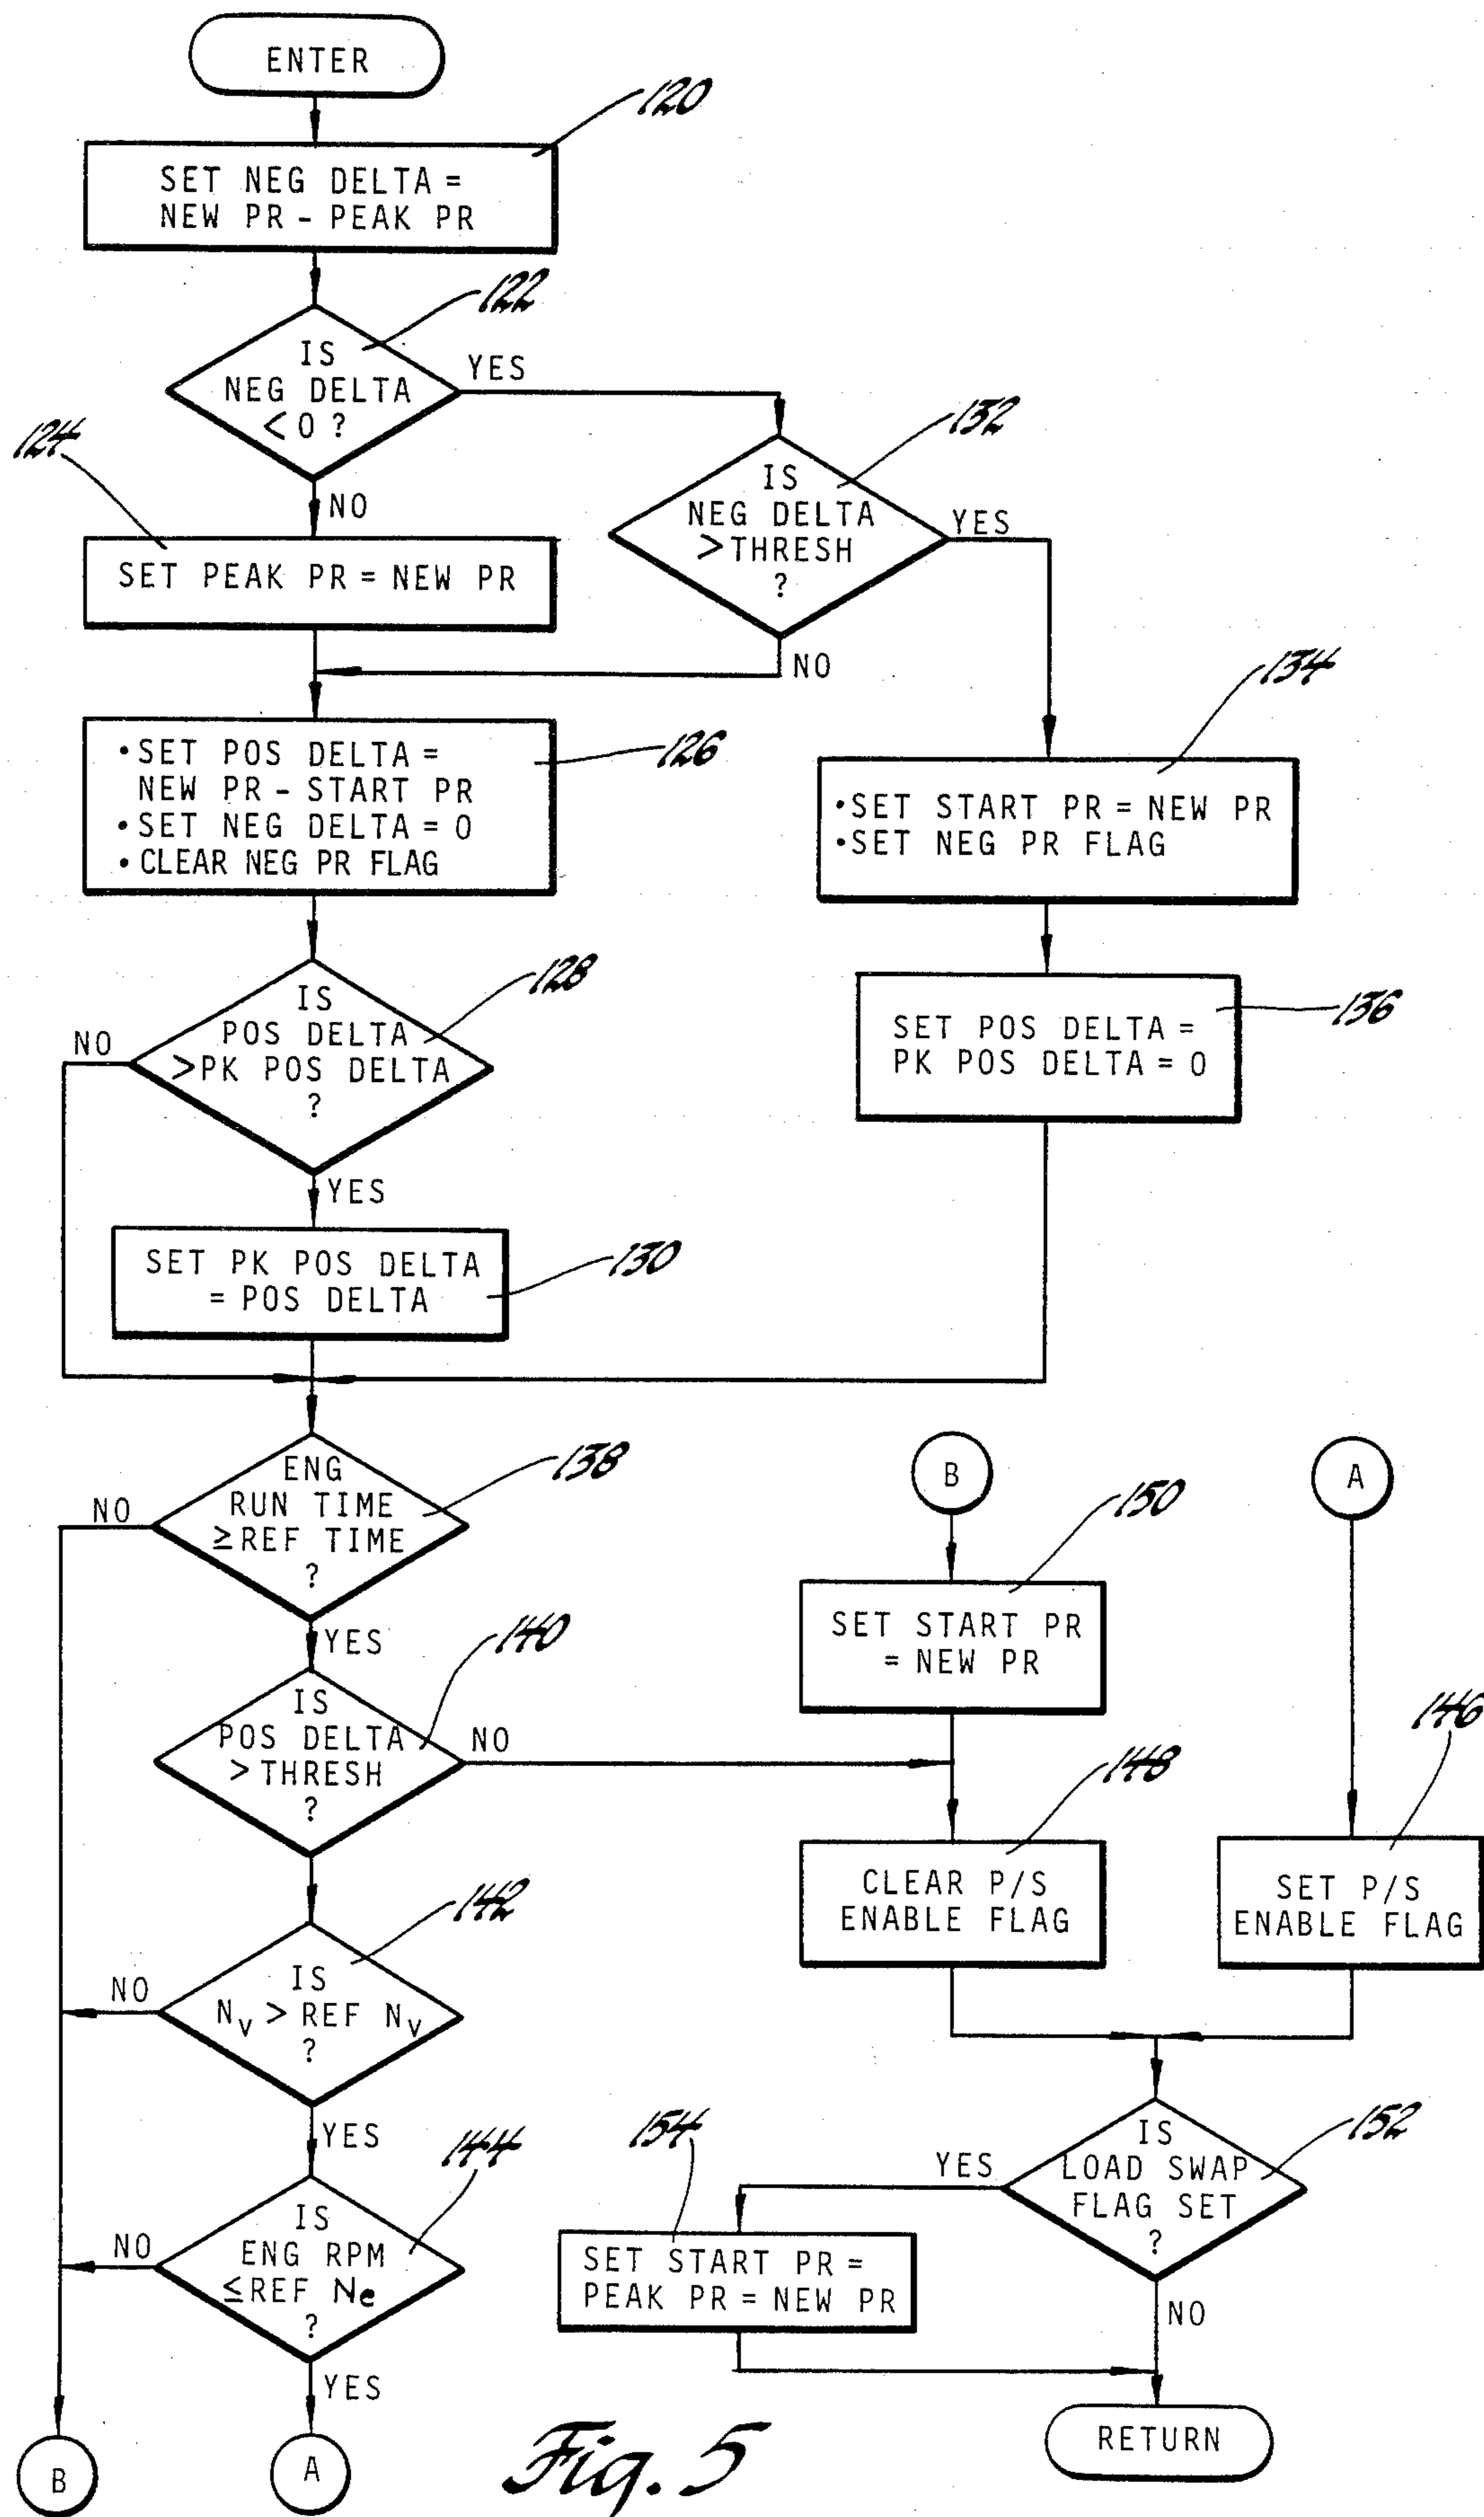 ENTER
120
SET NEG DELTA =
NEW PR - PEAK PR
122
IS
NEG DELTA
< 0 ?
YES
NO
132
IS
NEG DELTA
> THRESH
?
YES
NO
124
SET PEAK PR = NEW PR
126
• SET POS DELTA =
NEW PR - START PR
• SET NEG DELTA = 0
• CLEAR NEG PR FLAG
134
• SET START PR = NEW PR
• SET NEG PR FLAG
128
IS
POS DELTA
> PK POS DELTA
?
NO
YES
136
SET POS DELTA =
PK POS DELTA = 0
130
SET PK POS DELTA
= POS DELTA
138
ENG
RUN TIME
≥ REF TIME
?
NO
YES
140
IS
POS DELTA
> THRESH
?
NO
142
IS
Nv > REF Nv
?
NO
YES
144
IS
ENG RPM
≤ REF Ne
?
NO
YES
B
A
B
150
SET START PR
= NEW PR
148
CLEAR P/S
ENABLE FLAG
A
146
SET P/S
ENABLE FLAG
152
IS
LOAD SWAP
FLAG SET
?
YES
NO
154
SET START PR =
PEAK PR = NEW PR
RETURN
Fig. 5